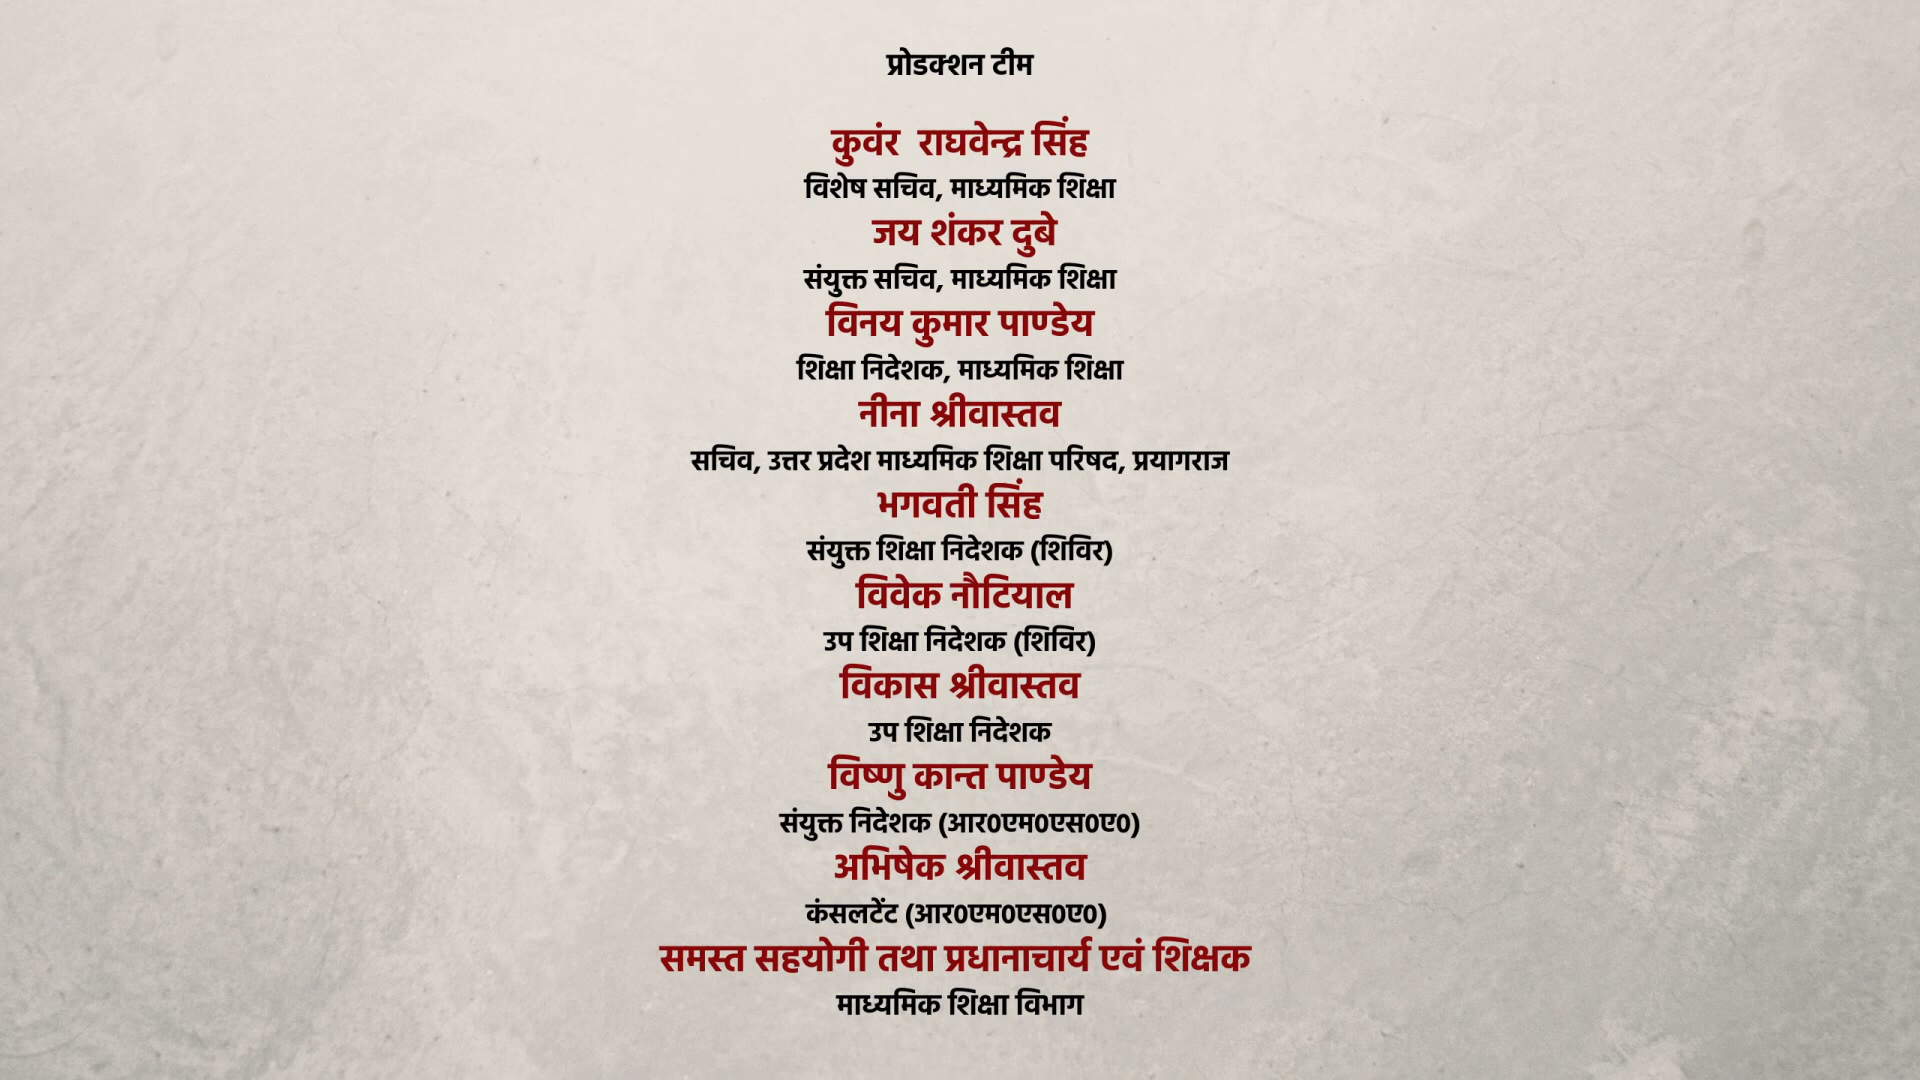 प्रोडक्शन टीम
कुवंर राघवेन्द्र सिंह
विशेष सचिव, माध्यमिक शिक्षा
जय शंकर दुबे
संयुक्त सचिव, माध्यमिक शिक्षा
विनय कुमार पाण्डेय
शिक्षा निदेशक, माध्यमिक शिक्षा
नीना श्रीवास्तव
सचिव, उत्तर प्रदेश माध्यमिक शिक्षा परिषद, प्रयागराज
भगवती सिंह
संयुक्त शिक्षा निदेशक (शिविर)
विवेक नौटियाल
उप शिक्षा निदेशक (शिविर)
विकास श्रीवास्तव
उप शिक्षा निदेशक
विष्णु कान्त पाण्डेय
संयुक्त निदेशक (आर0एम0एस0ए0)
अभिषेक श्रीवास्तव
कंसलटेंट (आर0एम0एस0ए0)
समस्त सहयोगी तथा प्रधानाचार्य एवं शिक्षक
माध्यमिक शिक्षा विभाग